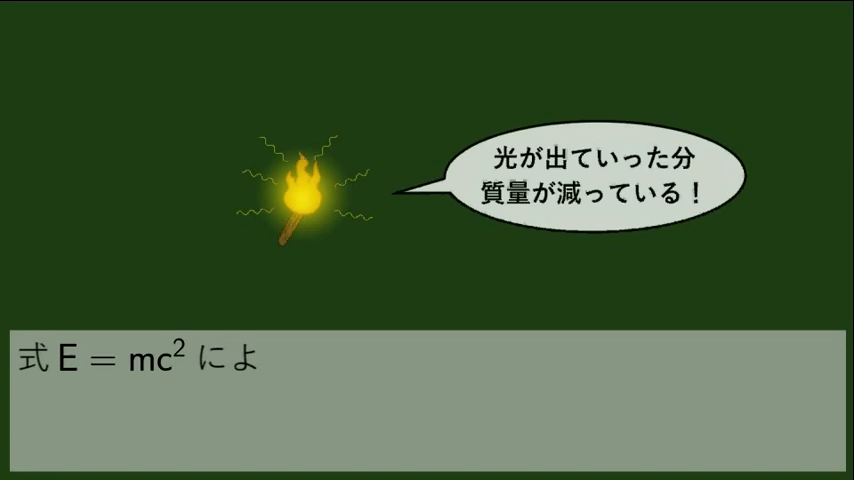 光が出ていった分
質量が減っている！
式 E = mc² によ